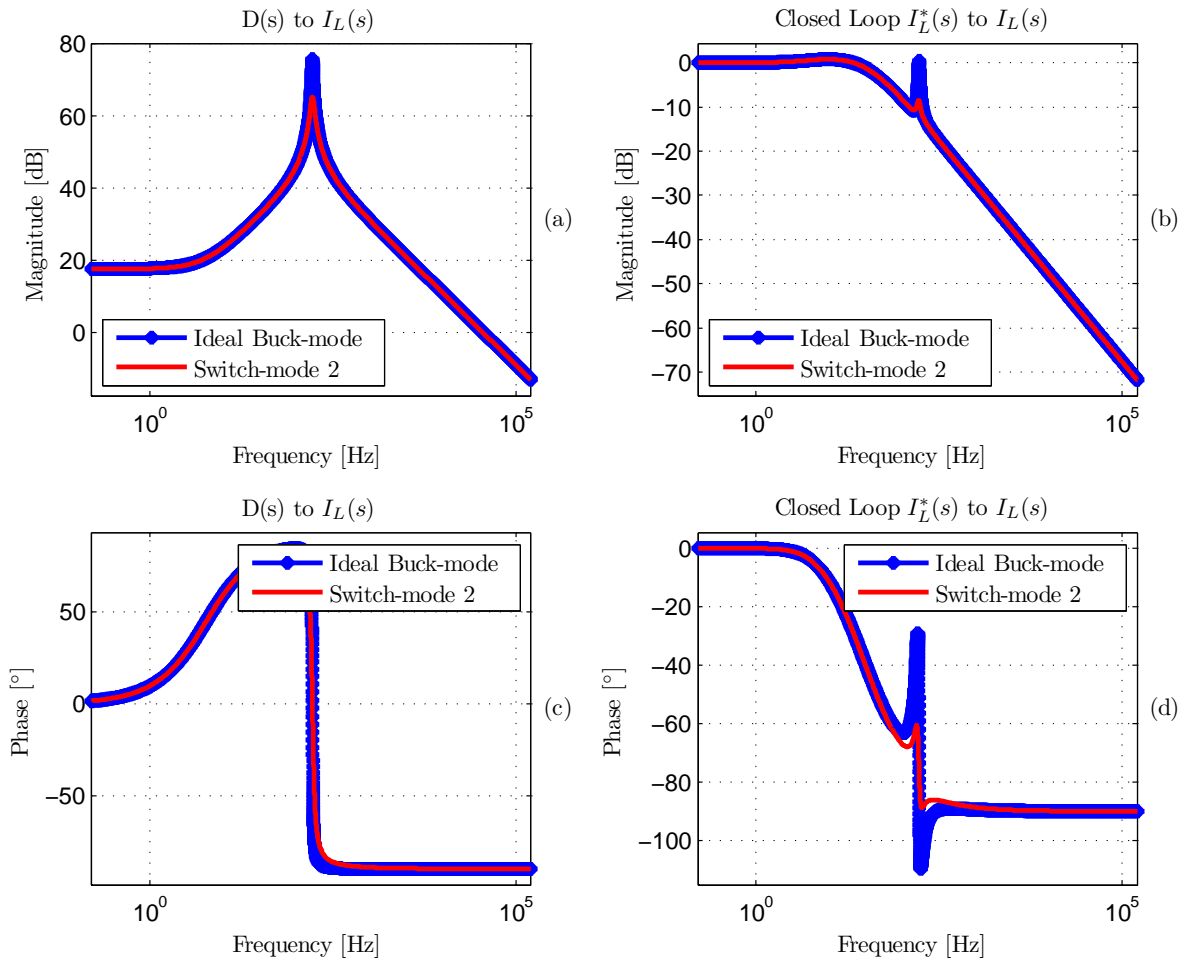 D(s) to I_L(s)
80
60
40
20
0
Magnitude [dB]
Ideal Buck-mode
Switch-mode 2
10^0
10^5
Frequency [Hz]
(a)
Closed Loop I_L^*(s) to I_L(s)
0
−10
−20
−30
−40
−50
−60
−70
Magnitude [dB]
Ideal Buck-mode
Switch-mode 2
10^0
10^5
Frequency [Hz]
(b)
D(s) to I_L(s)
50
0
−50
Phase [°]
Ideal Buck-mode
Switch-mode 2
10^0
10^5
Frequency [Hz]
(c)
Closed Loop I_L^*(s) to I_L(s)
0
−20
−40
−60
−80
−100
Phase [°]
Ideal Buck-mode
Switch-mode 2
10^0
10^5
Frequency [Hz]
(d)